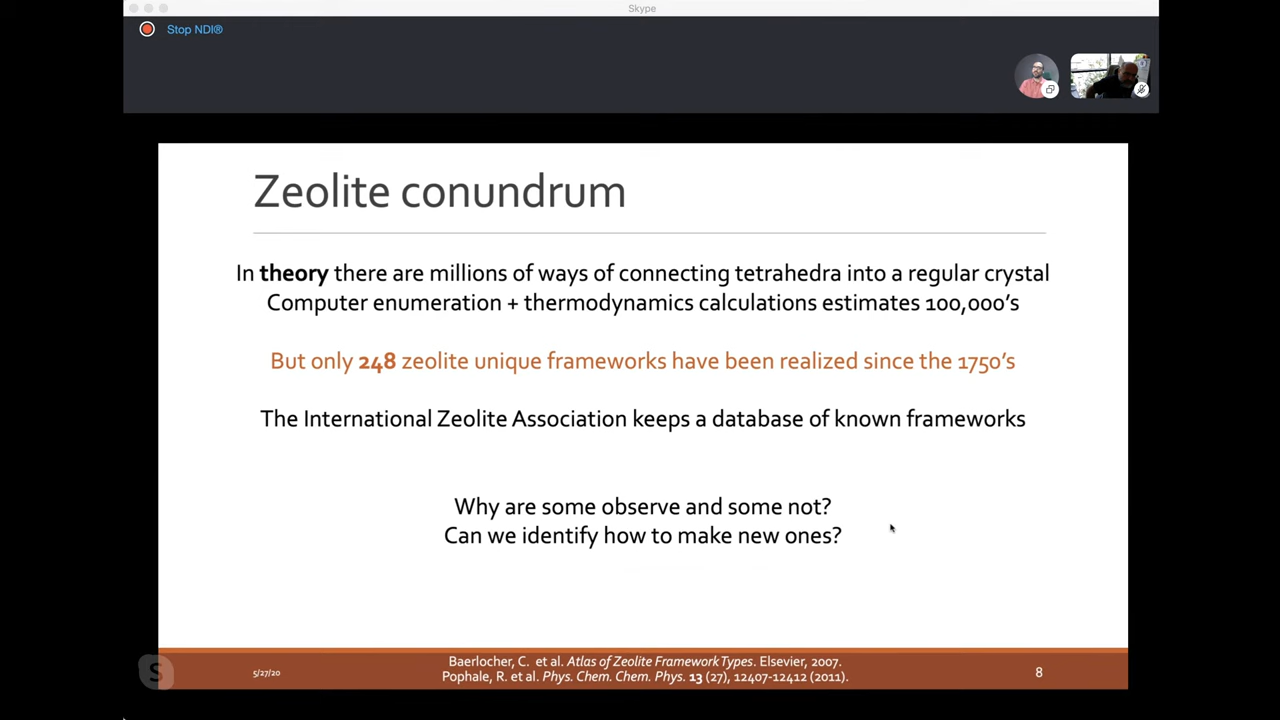 Skype
Stop NDI®
Zeolite conundrum
In theory there are millions of ways of connecting tetrahedra into a regular crystal
Computer enumeration + thermodynamics calculations estimates 100,000's
But only 248 zeolite unique frameworks have been realized since the 1750's
The International Zeolite Association keeps a database of known frameworks
Why are some observe and some not?
Can we identify how to make new ones?
S
5/27/20
Baerlocher, C. et al. Atlas of Zeolite Framework Types. Elsevier, 2007.
Pophale, R. et al. Phys. Chem. Chem. Phys. 13 (27), 12407-12412 (2011).
8